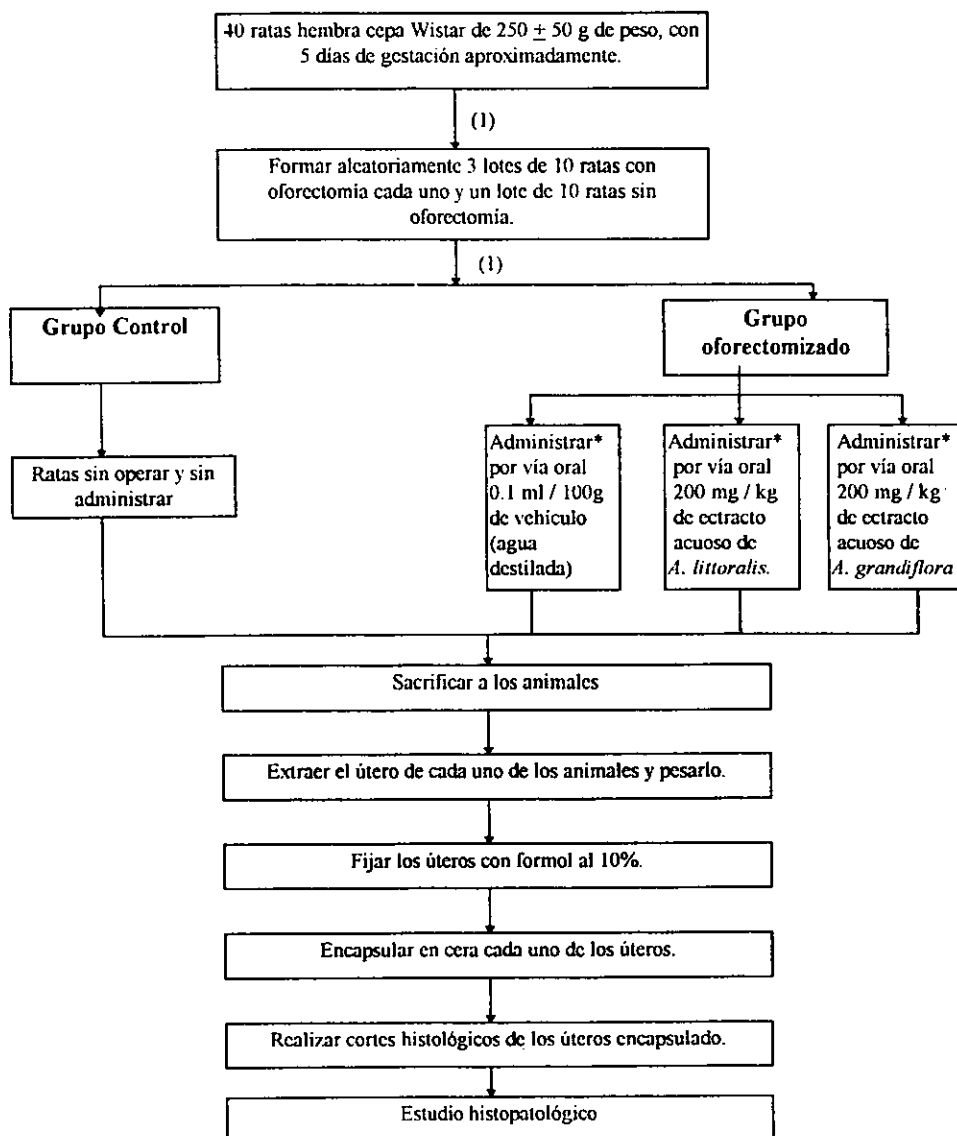 40 ratas hembra cepa Wistar de 250 ± 50 g de peso, con
5 días de gestación aproximadamente.
(1)
Formar aleatoriamente 3 lotes de 10 ratas con
oforectomía cada uno y un lote de 10 ratas sin
oforectomía.
(1)
Grupo Control
Grupo
oforectomizado
Ratas sin operar y sin
administrar
Administrar*
por vía oral
0.1 ml / 100g
de vehículo
(agua
destilada)
Administrar*
por vía oral
200 mg / kg
de ectracto
acuoso de
A. littoralis.
Administrar*
por vía oral
200 mg / kg
de ectracto
acuoso de
A. grandiflora
Sacrificar a los animales
Extraer el útero de cada uno de los animales y pesarlo.
Fijar los úteros con formol al 10%.
Encapsular en cera cada uno de los úteros.
Realizar cortes histológicos de los úteros encapsulado.
Estudio histopatológico